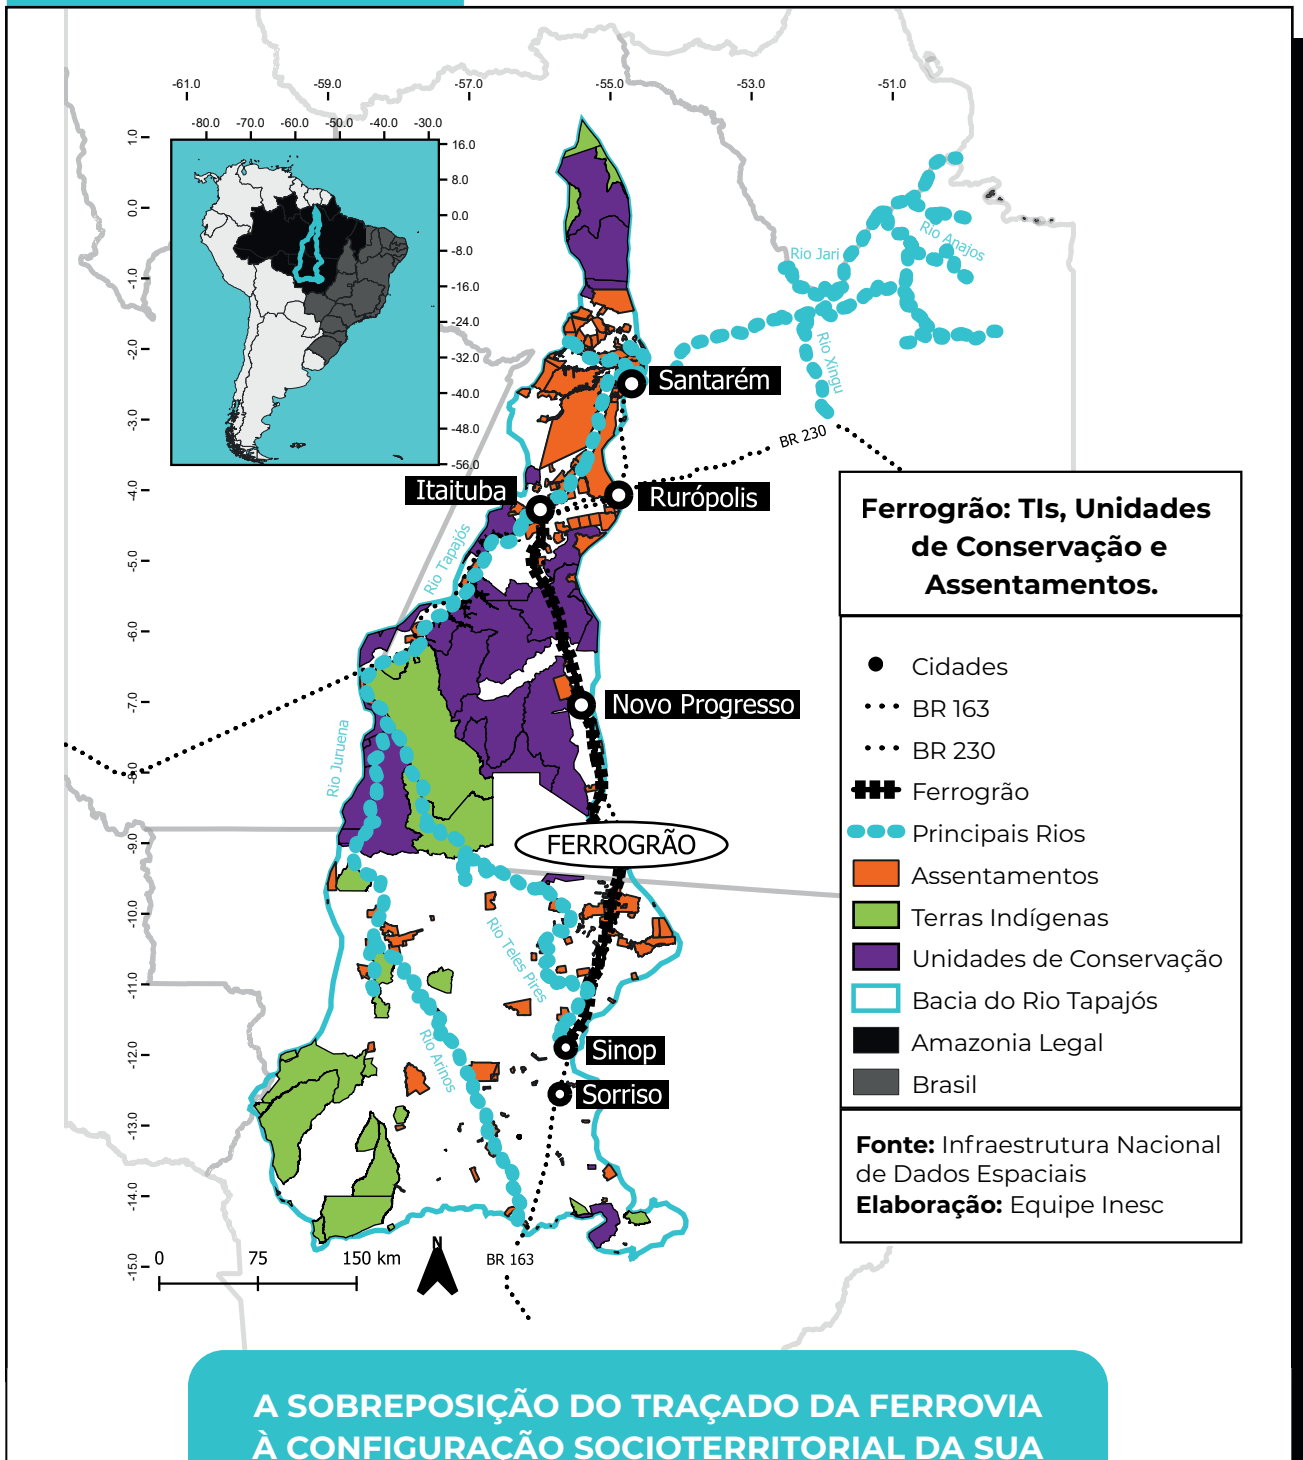 -61.0
-59.0
-57.0
-55.0
-53.0
-51.0
-80.0
-70.0
-60.0
-50.0
-40.0
-30.0
16.0
8.0
0.0
-8.0
-16.0
-24.0
-32.0
-40.0
-48.0
-56.0
1.0
0.0
-1.0
-2.0
-3.0
-4.0
-5.0
-6.0
-7.0
-8.0
-9.0
-10.0
-11.0
-12.0
-13.0
-14.0
-15.0
Rio Jari
Rio Anajos
Rio Xingu
Santarém
BR 230
Itaituba
Rurópolis
Rio Tapajós
Novo Progresso
Rio Juruena
FERROGRÃO
Rio Teles Pires
Rio Arinos
Sinop
Sorriso
BR 163
0 75 150 km
N
Ferrogrão: TIs, Unidades
de Conservação e
Assentamentos.
Cidades
BR 163
BR 230
Ferrogrão
Principais Rios
Assentamentos
Terras Indígenas
Unidades de Conservação
Bacia do Rio Tapajós
Amazonia Legal
Brasil
Fonte: Infraestrutura Nacional
de Dados Espaciais
Elaboração: Equipe Inesc
A SOBREPOSIÇÃO DO TRAÇADO DA FERROVIA
À CONFIGURAÇÃO SOCIOTERRITORIAL DA SUA